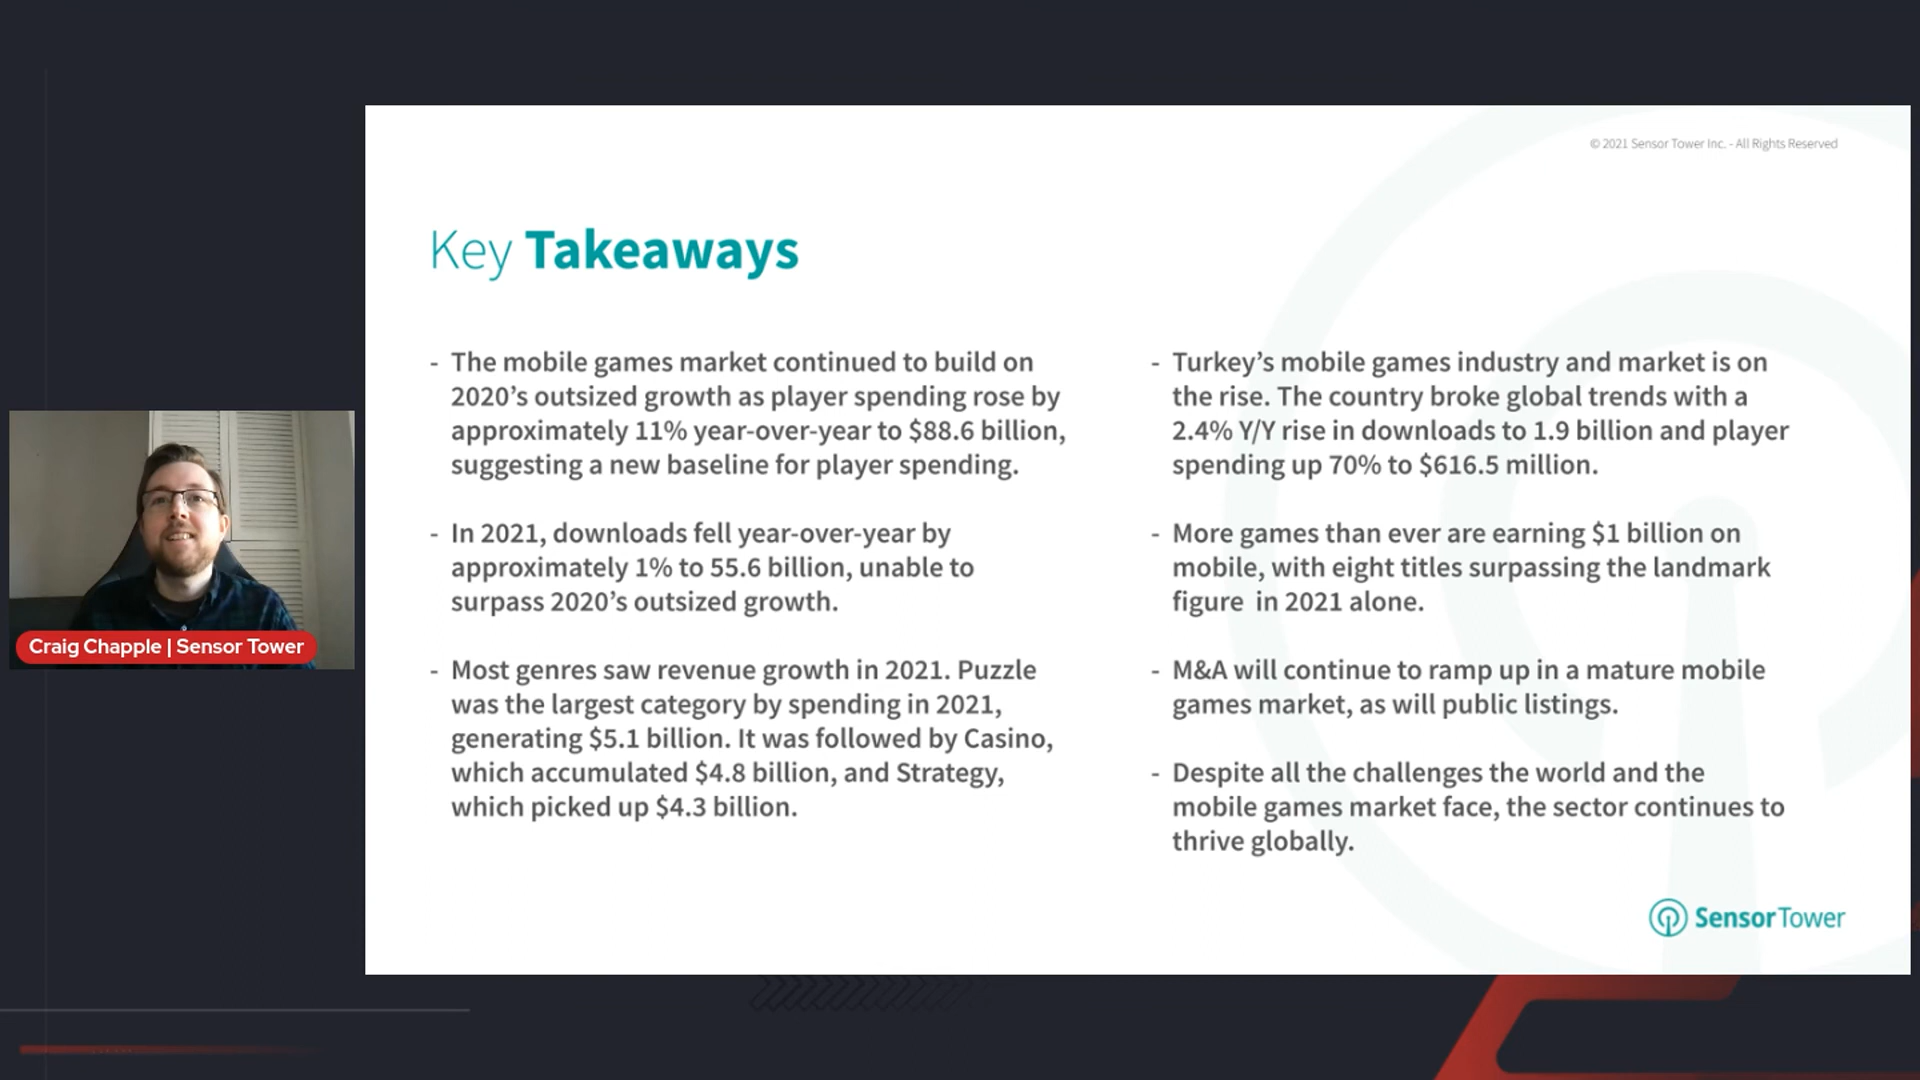 © 2021 Sensor Tower Inc. - All Rights Reserved
Key Takeaways
- The mobile games market continued to build on
2020’s outsized growth as player spending rose by
approximately 11% year-over-year to $88.6 billion,
suggesting a new baseline for player spending.
- In 2021, downloads fell year-over-year by
approximately 1% to 55.6 billion, unable to
surpass 2020’s outsized growth.
- Most genres saw revenue growth in 2021. Puzzle
was the largest category by spending in 2021,
generating $5.1 billion. It was followed by Casino,
which accumulated $4.8 billion, and Strategy,
which picked up $4.3 billion.
- Turkey’s mobile games industry and market is on
the rise. The country broke global trends with a
2.4% Y/Y rise in downloads to 1.9 billion and player
spending up 70% to $616.5 million.
- More games than ever are earning $1 billion on
mobile, with eight titles surpassing the landmark
figure in 2021 alone.
- M&A will continue to ramp up in a mature mobile
games market, as will public listings.
- Despite all the challenges the world and the
mobile games market face, the sector continues to
thrive globally.
SensorTower
Craig Chapple | Sensor Tower